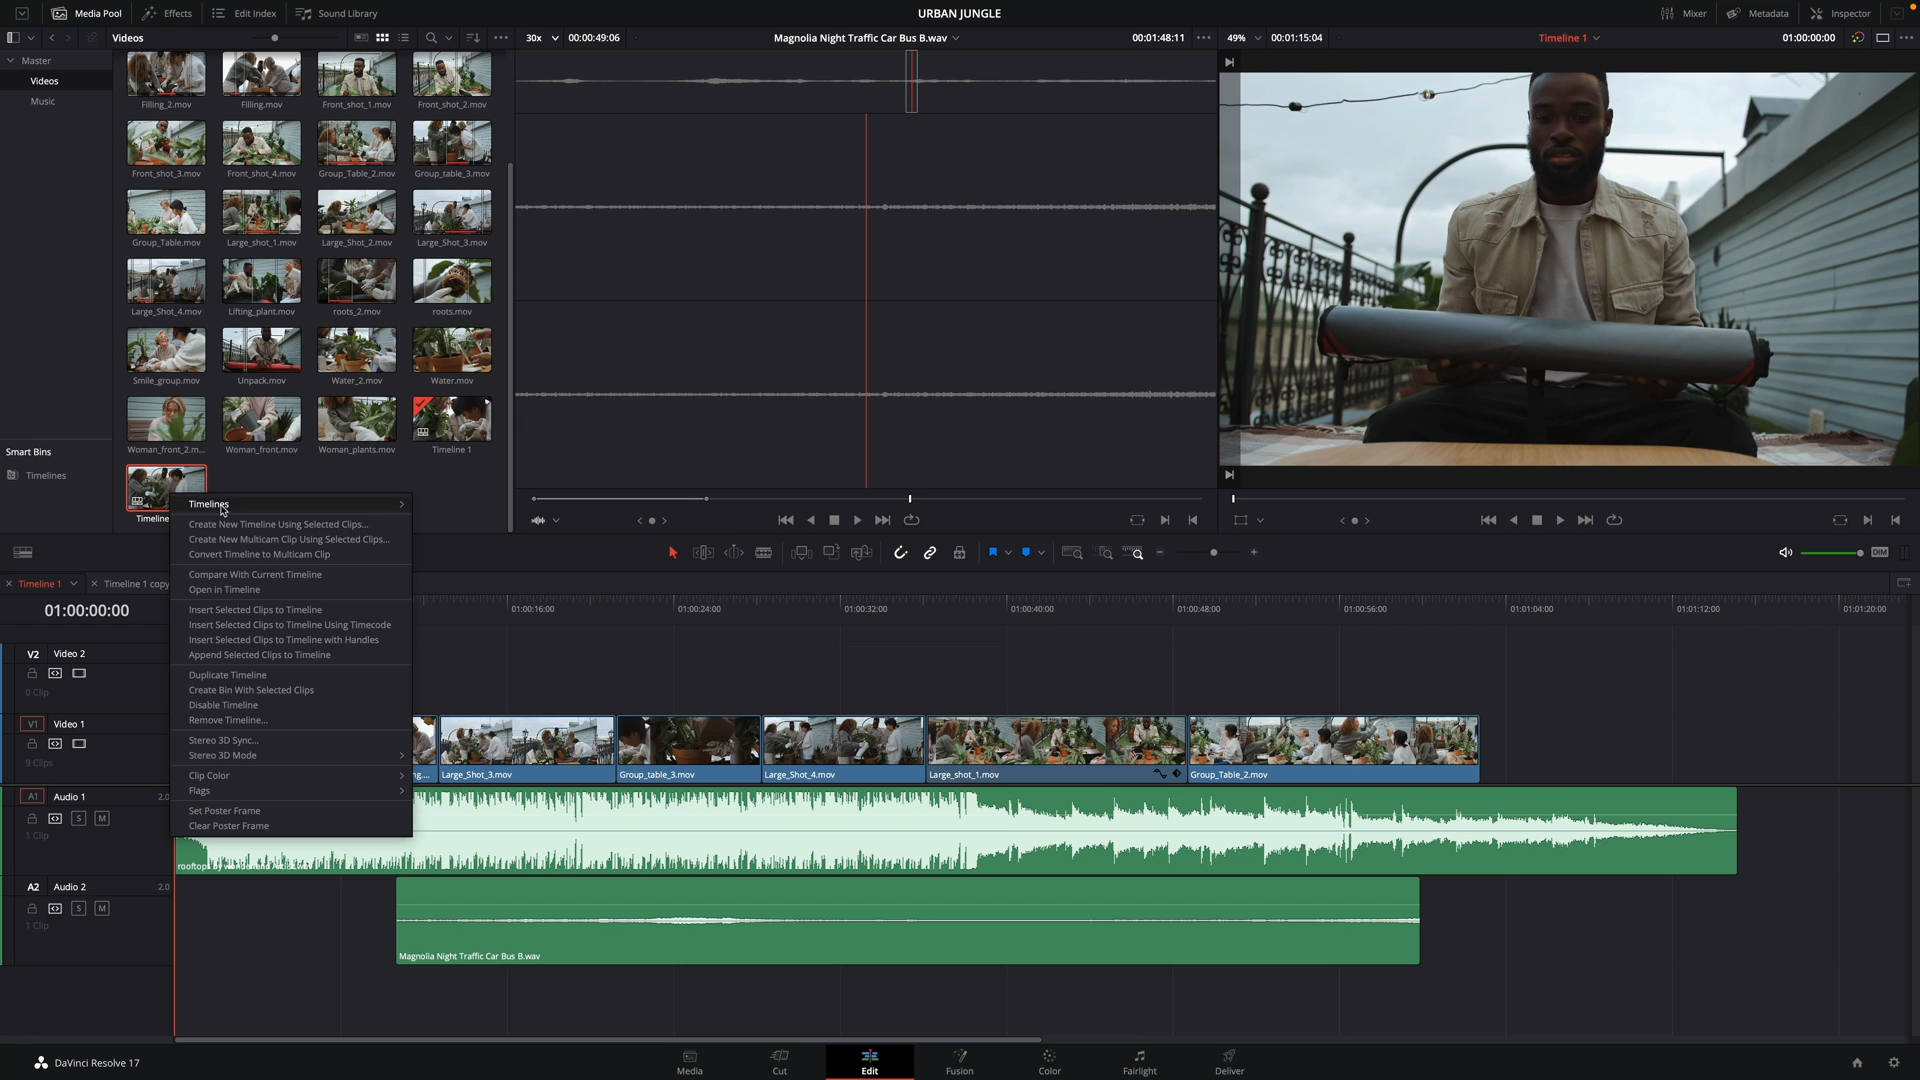 Media Pool
Effects
Edit Index
Sound Library
URBAN JUNGLE
Mixer
Metadata
Inspector
Videos
30x
00:00:49:06
Magnolia Night Traffic Car Bus B.wav
00:01:48:11
49%
00:01:15:04
Timeline 1
01:00:00:00
Master
Videos
Music
Filling_2.mov
Filling.mov
Front_shot_1.mov
Front_shot_2.mov
Front_shot_3.mov
Front_shot_4.mov
Group_Table_2.mov
Group_table_3.mov
Group_Table.mov
Large_shot_1.mov
Large_Shot_2.mov
Large_Shot_3.mov
Large_Shot_4.mov
Lifting_plant.mov
roots_2.mov
roots.mov
Smile_group.mov
Unpack.mov
Water_2.mov
Water.mov
Woman_front_2.m...
Woman_front.mov
Woman_plants.mov
Timeline 1
Smart Bins
Timelines
Timeline
Timelines
Create New Timeline Using Selected Clips...
Create New Multicam Clip Using Selected Clips...
Convert Timeline to Multicam Clip
Compare With Current Timeline
Open in Timeline
Insert Selected Clips to Timeline
Insert Selected Clips to Timeline Using Timecode
Insert Selected Clips to Timeline with Handles
Append Selected Clips to Timeline
Duplicate Timeline
Create Bin With Selected Clips
Disable Timeline
Remove Timeline...
Stereo 3D Sync...
Stereo 3D Mode
Clip Color
Flags
Set Poster Frame
Clear Poster Frame
DIM
Timeline 1
Timeline 1 copy
01:00:00:00
01:00:16:00
01:00:24:00
01:00:32:00
01:00:40:00
01:00:48:00
01:00:56:00
01:01:04:00
01:01:12:00
01:01:20:00
V2 Video 2
0 Clip
V1 Video 1
9 Clips
ng....
Large_Shot_3.mov
Group_table_3.mov
Large_Shot_4.mov
Large_shot_1.mov
Group_Table_2.mov
A1 Audio 1 2.0
S M
1 Clip
A2 Audio 2 2.0
S M
1 Clip
Magnolia Night Traffic Car Bus B.wav
DaVinci Resolve 17
Media
Cut
Edit
Fusion
Color
Fairlight
Deliver